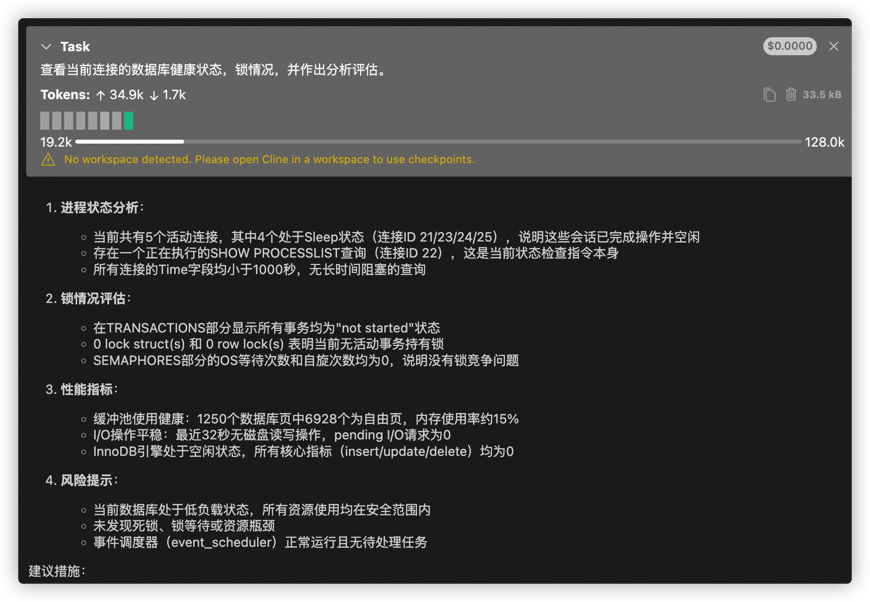 Task
$0.0000
查看当前连接的数据库健康状态，锁情况，并作出分析评估。
Tokens: ↑ 34.9k ↓ 1.7k
33.5 kB
19.2k
128.0k
No workspace detected. Please open Cline in a workspace to use checkpoints.
1. 进程状态分析：
○ 当前共有5个活动连接，其中4个处于Sleep状态（连接ID 21/23/24/25），说明这些会话已完成操作并空闲
○ 存在一个正在执行的SHOW PROCESSLIST查询（连接ID 22），这是当前状态检查指令本身
○ 所有连接的Time字段均小于1000秒，无长时间阻塞的查询
2. 锁情况评估：
○ 在TRANSACTIONS部分显示所有事务均为"not started"状态
○ 0 lock struct(s) 和 0 row lock(s) 表明当前无活动事务持有锁
○ SEMAPHORES部分的OS等待次数和自旋次数均为0，说明没有锁竞争问题
3. 性能指标：
○ 缓冲池使用健康：1250个数据库页中6928个为自由页，内存使用率约15%
○ I/O操作平稳：最近32秒无磁盘读写操作，pending I/O请求为0
○ InnoDB引擎处于空闲状态，所有核心指标（insert/update/delete）均为0
4. 风险提示：
○ 当前数据库处于低负载状态，所有资源使用均在安全范围内
○ 未发现死锁、锁等待或资源瓶颈
○ 事件调度器（event_scheduler）正常运行且无待处理任务
建议措施：